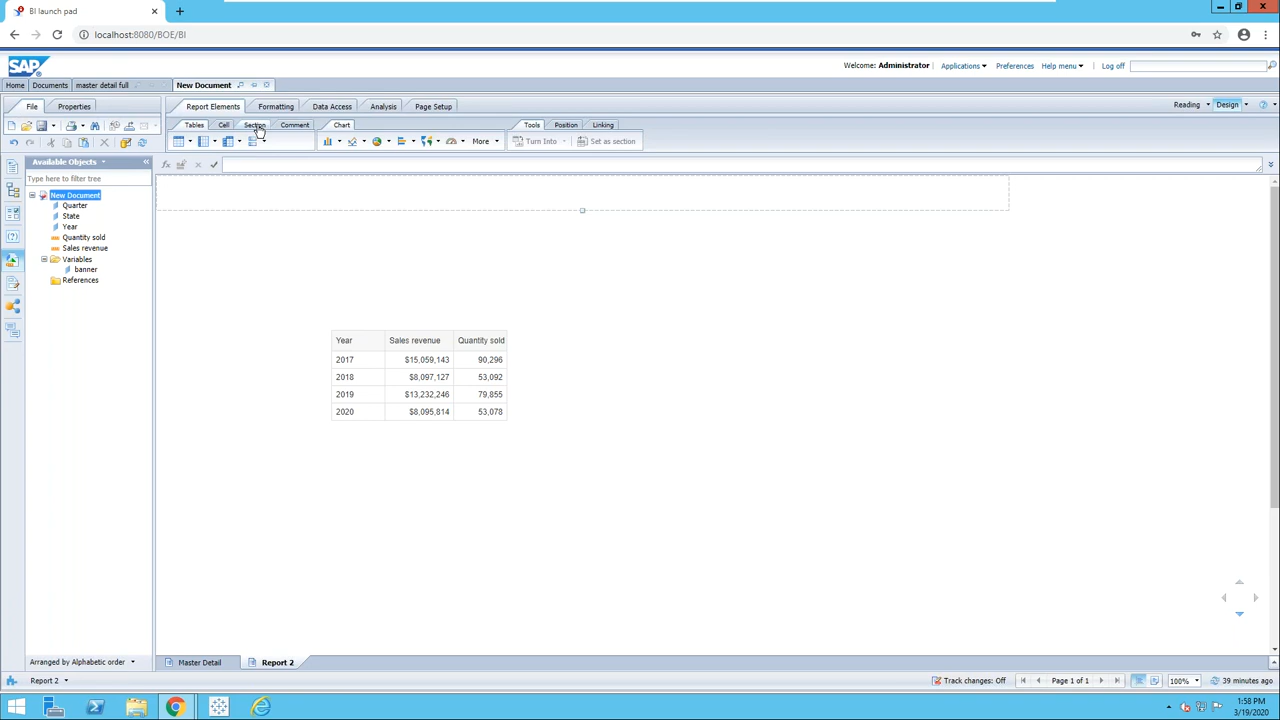 BI launch pad
localhost:8080/BOE/BI
SAP
Welcome: Administrator
Applications
Preferences
Help menu
Log off
Home
Documents
master detail full
New Document
File
Properties
Report Elements
Formatting
Data Access
Analysis
Page Setup
Reading
Design
Tables
Cell
Section
Comment
Chart
Tools
Position
Linking
More
Turn Into
Set as section
Available Objects
Type here to filter tree
New Document
Quarter
State
Year
Quantity sold
Sales revenue
Variables
banner
References
Year Sales revenue Quantity sold
2017 $15,059,143 90,296
2018 $8,097,127 53,092
2019 $13,232,246 79,855
2020 $8,095,814 53,078
Arranged by Alphabetic order
Master Detail
Report 2
Report 2
Track changes: Off
Page 1 of 1
100%
39 minutes ago
1:58 PM
3/19/2020